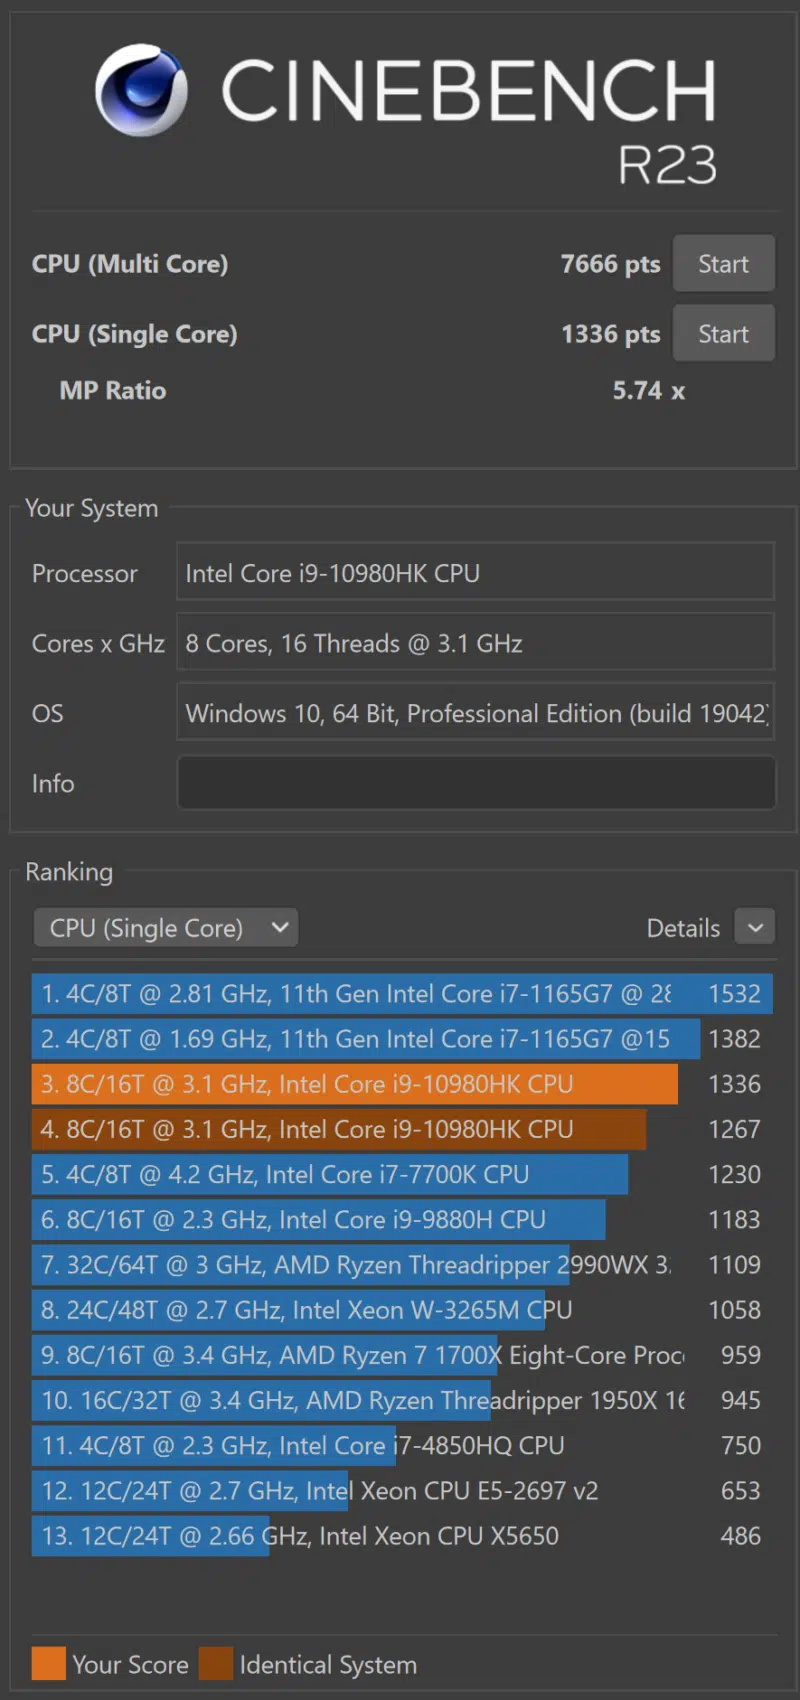 CINEBENCH
R23
CPU (Multi Core) 7666 pts Start
CPU (Single Core) 1336 pts Start
MP Ratio 5.74 x
Your System
Processor Intel Core i9-10980HK CPU
Cores x GHz 8 Cores, 16 Threads @ 3.1 GHz
OS Windows 10, 64 Bit, Professional Edition (build 19042)
Info
Ranking
CPU (Single Core) Details
1. 4C/8T @ 2.81 GHz, 11th Gen Intel Core i7-1165G7 @ 28 1532
2. 4C/8T @ 1.69 GHz, 11th Gen Intel Core i7-1165G7 @15 1382
3. 8C/16T @ 3.1 GHz, Intel Core i9-10980HK CPU 1336
4. 8C/16T @ 3.1 GHz, Intel Core i9-10980HK CPU 1267
5. 4C/8T @ 4.2 GHz, Intel Core i7-7700K CPU 1230
6. 8C/16T @ 2.3 GHz, Intel Core i9-9880H CPU 1183
7. 32C/64T @ 3 GHz, AMD Ryzen Threadripper 2990WX 3. 1109
8. 24C/48T @ 2.7 GHz, Intel Xeon W-3265M CPU 1058
9. 8C/16T @ 3.4 GHz, AMD Ryzen 7 1700X Eight-Core Proc 959
10. 16C/32T @ 3.4 GHz, AMD Ryzen Threadripper 1950X 16 945
11. 4C/8T @ 2.3 GHz, Intel Core i7-4850HQ CPU 750
12. 12C/24T @ 2.7 GHz, Intel Xeon CPU E5-2697 v2 653
13. 12C/24T @ 2.66 GHz, Intel Xeon CPU X5650 486
Your Score Identical System